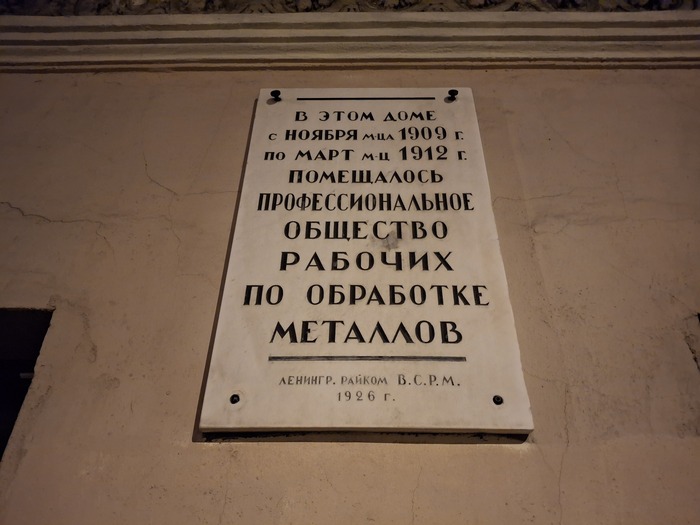 В ЭТОМ ДОМЕ
С НОЯБРЯ М-ЦА 1909 Г.
ПО МАРТ М-Ц 1912 Г.
ПОМЕЩАЛОСЬ
ПРОФЕССИОНАЛЬНОЕ
ОБЩЕСТВО
РАБОЧИХ
ПО ОБРАБОТКЕ
МЕТАЛЛОВ
ЛЕНИНГР. РАЙКОМ В.С.Р.М.
1926 Г.